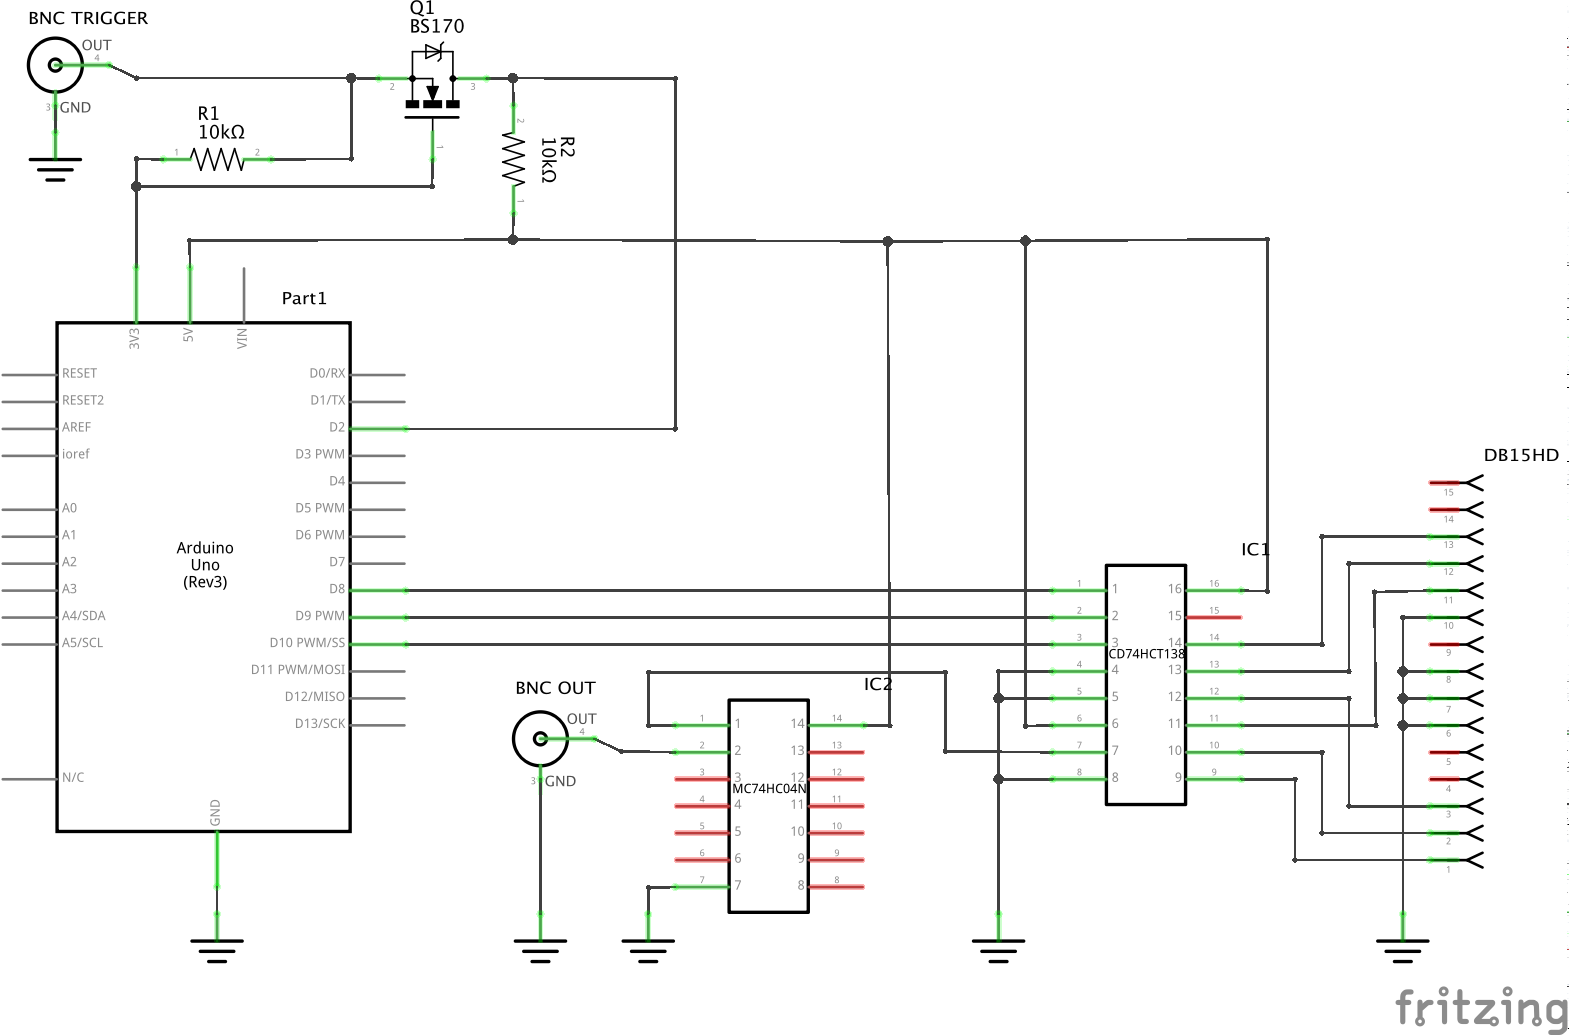 BNC TRIGGER
OUT
4
3
GND
Q1
BS170
2
3
1
R1
10kΩ
1
2
R2
10kΩ
2
1
Part1
3V3
5V
VIN
RESET
RESET2
AREF
ioref
A0
A1
A2
A3
A4/SDA
A5/SCL
N/C
Arduino
Uno
(Rev3)
D0/RX
D1/TX
D2
D3 PWM
D4
D5 PWM
D6 PWM
D7
D8
D9 PWM
D10 PWM/SS
D11 PWM/MOSI
D12/MISO
D13/SCK
GND
BNC OUT
OUT
4
3
GND
IC2
MC74HC04N
1 1 14 14
2 2 13 13
3 3 12 12
4 4 11 11
5 5 10 10
6 6 9 9
7 7 8 8
IC1
CD74HCT138
1 1 16 16
2 2 15 15
3 3 14 14
4 4 13 13
5 5 12 12
6 6 11 11
7 7 10 10
8 8 9 9
DB15HD
15
14
13
12
11
10
9
8
7
6
5
4
3
2
1
fritzing